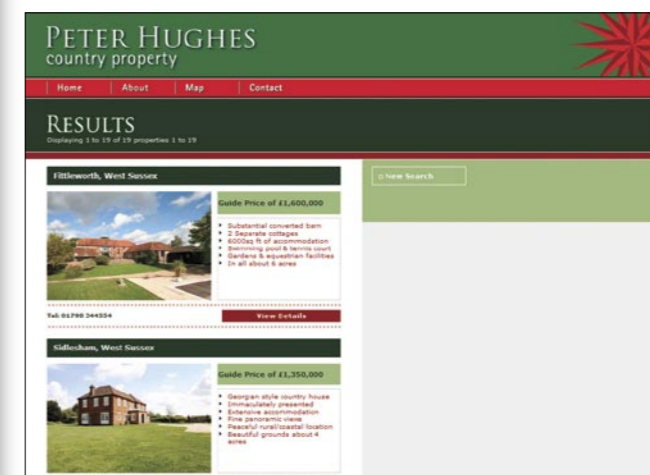 PETER HUGHES
country property
Home About Map Contact
RESULTS
Displaying 1 to 19 of 19 properties 1 to 19
Fittleworth, West Sussex
New Search
Guide Price of £1,600,000
Substantial converted barn
2 Separate cottages
6000sq ft of accommodation
Swimming pool & tennis court
Gardens & equestrian facilities
In all about 6 acres
Tel: 01798 344554
View Details
Sidlesham, West Sussex
Guide Price of £1,350,000
Georgian style country house
Immaculately presented
Extensive accommodation
Fine panoramic views
Peaceful rural/coastal location
Beautiful grounds about 4
acres